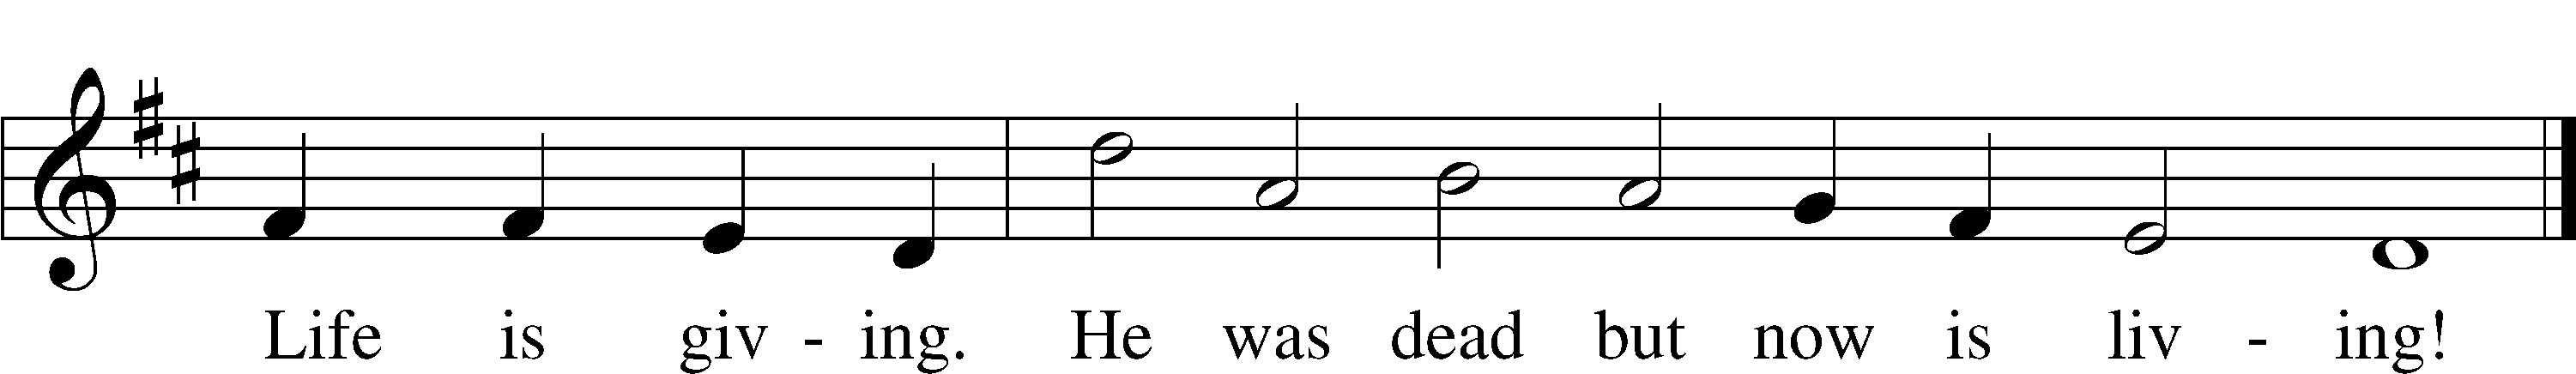 Life is giv - ing. He was dead but now is liv - ing!